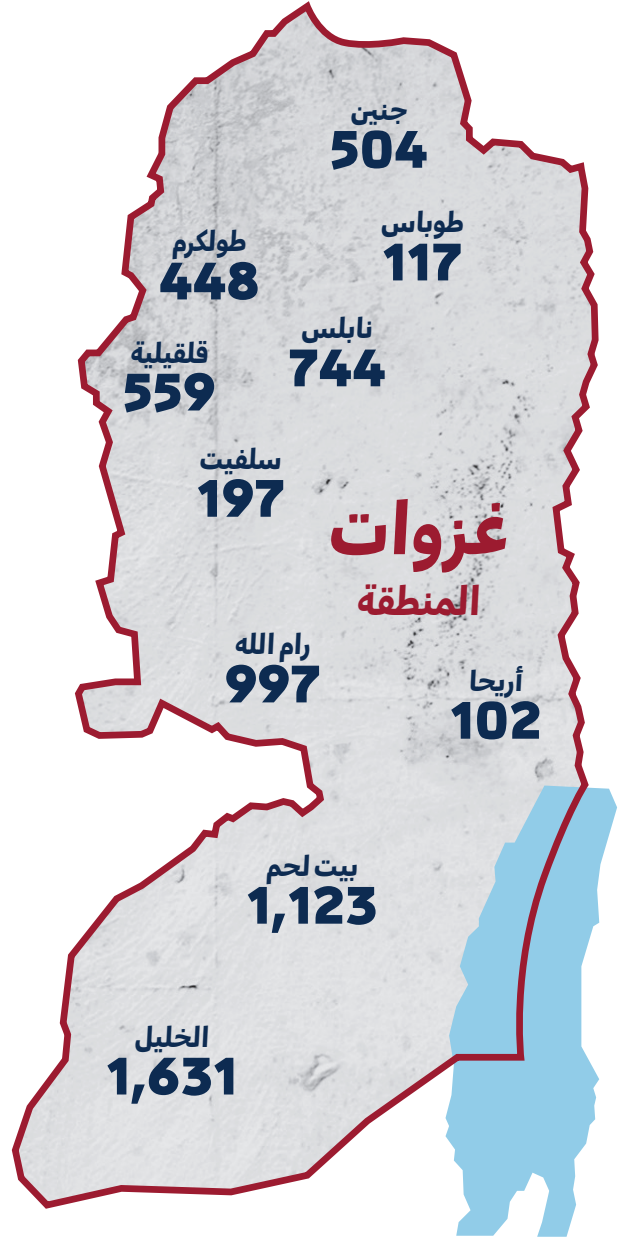 جنين
504
طوباس
117
طولكرم
448
نابلس
744
قلقيلية
559
سلفيت
197
غزوات
المنطقة
رام الله
997
أريحا
102
بيت لحم
1,123
الخليل
1,631